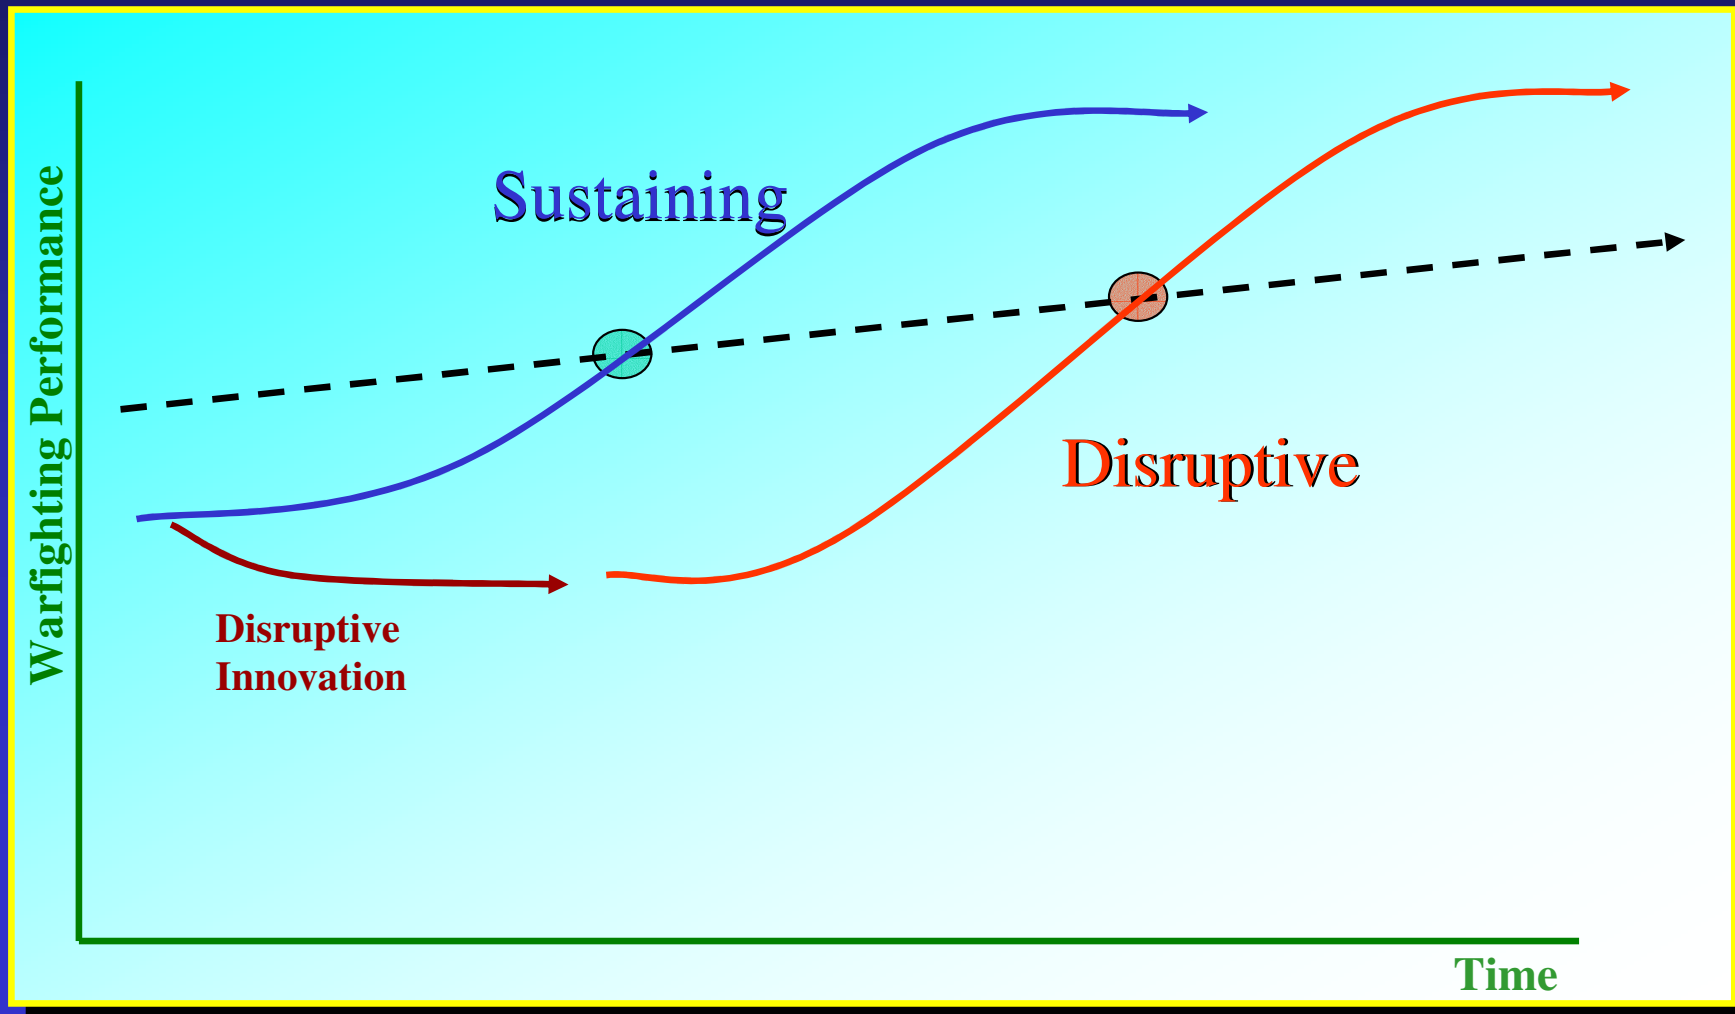 Warfighting Performance
Sustaining
Disruptive
Disruptive
Innovation
Time